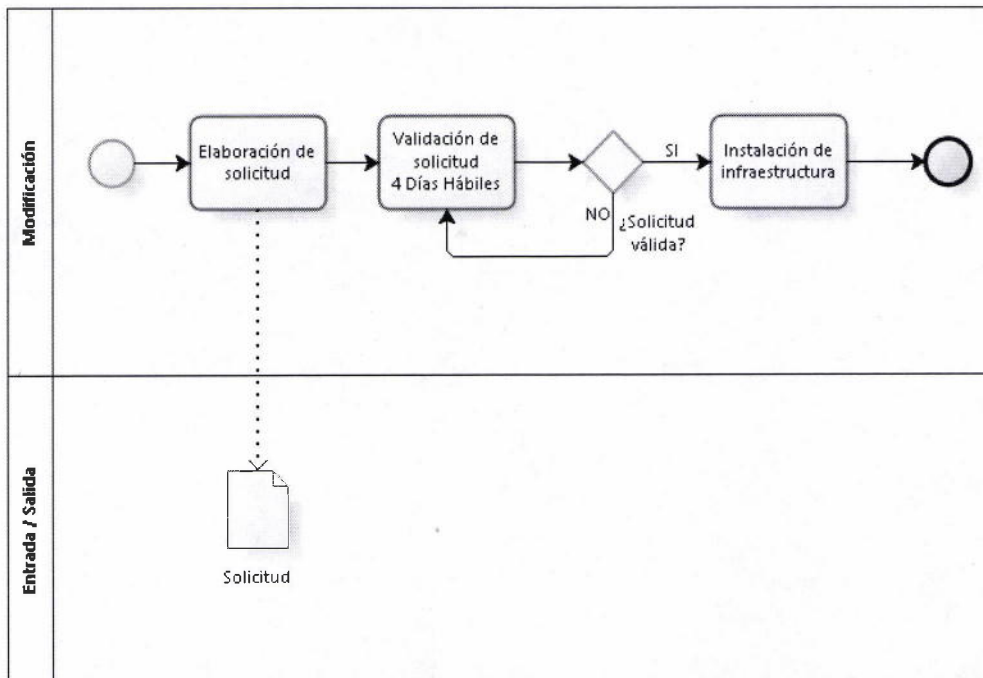 Modificación
Elaboración de
solicitud
Validación de
solicitud
4 Días Hábiles
SI
NO
¿Solicitud
válida?
Instalación de
infraestructura
Entrada / Salida
Solicitud